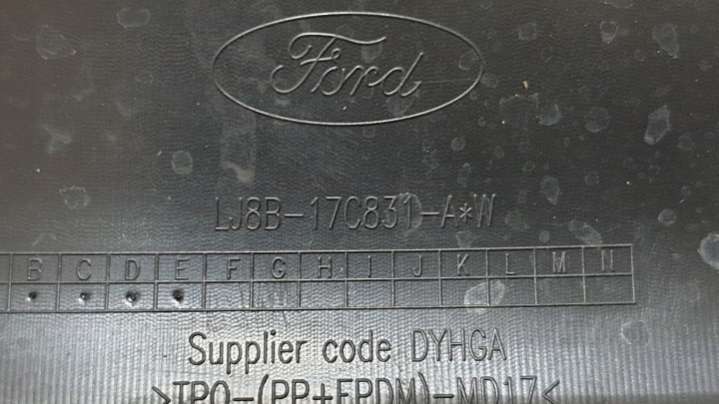 Ford
LJ8B-17C831-A*W
B C D E F G H I J K L M N
Supplier code DYHGA
>TPO-(PP+EPDM)-MD17<